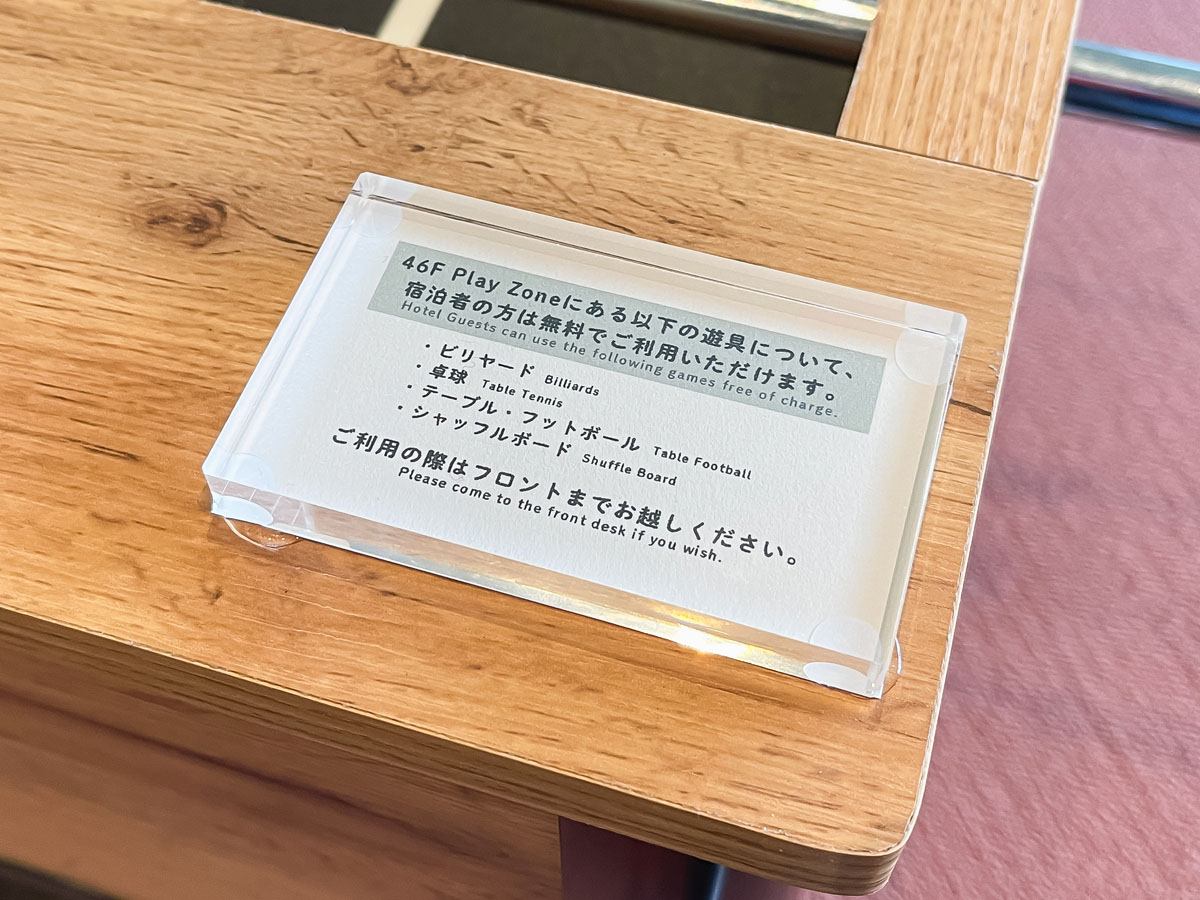 46F Play Zoneにある以下の遊具について、
宿泊者の方は無料でご利用いただけます。
Hotel Guests can use the following games free of charge.
・ビリヤード Billiards
・卓球 Table Tennis
・テーブル・フットボール Table Football
・シャッフルボード Shuffle Board
ご利用の際はフロントまでお越しください。
Please come to the front desk if you wish.